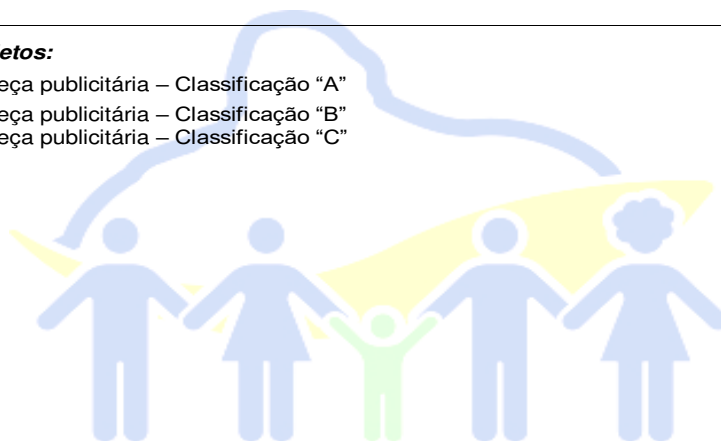 etos:
eça publicitária – Classificação “A”
eça publicitária – Classificação “B”
eça publicitária – Classificação “C”